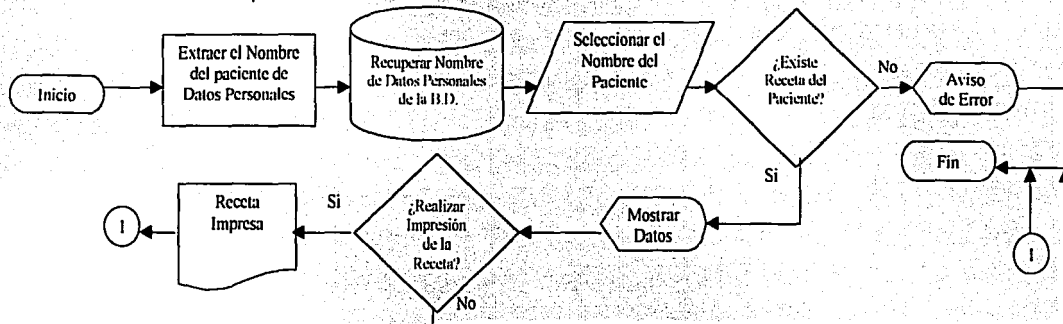 Inicio
Extraer el Nombre
del paciente de
Datos Personales
Recuperar Nombre
de Datos Personales
de la B.D.
Seleccionar el
Nombre del
Paciente
¿Existe
Receta del
Paciente?
No
Aviso
de Error
Si
Fin
1
Mostrar
Datos
¿Realizar
Impresión
de la
Receta?
Si
Receta
Impresa
1
No